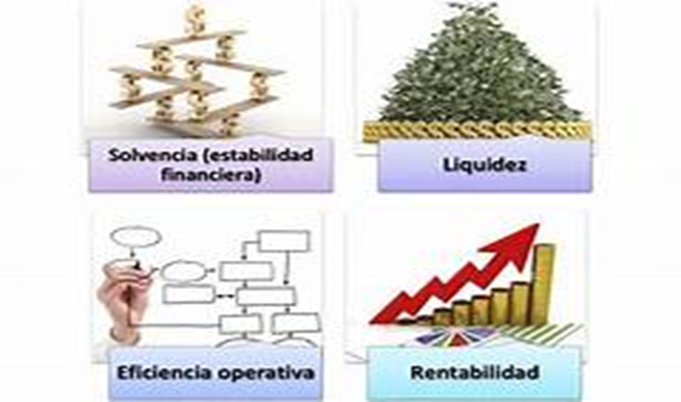 Solvencia (estabilidad
financiera)
Liquidez
Eficiencia operativa
Rentabilidad